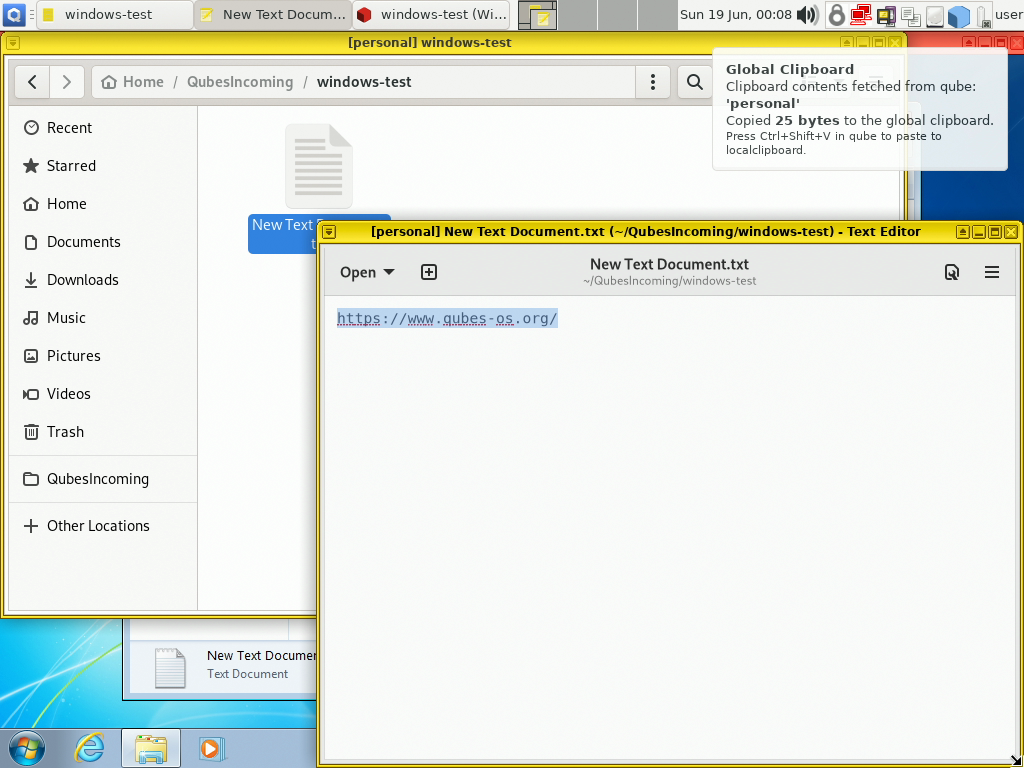 windows-test
New Text Docum...
windows-test (Wi...
Sun 19 Jun, 00:08
user
[personal] windows-test
Home / QubesIncoming / windows-test
Global Clipboard
Clipboard contents fetched from qube:
'personal'
Copied 25 bytes to the global clipboard.
Press Ctrl+Shift+V in qube to paste to
localclipboard.
Recent
Starred
Home
Documents
Downloads
Music
Pictures
Videos
Trash
QubesIncoming
Other Locations
New Text
[personal] New Text Document.txt (~/QubesIncoming/windows-test) - Text Editor
Open
New Text Document.txt
~/QubesIncoming/windows-test
https://www.qubes-os.org/
New Text Documen
Text Document